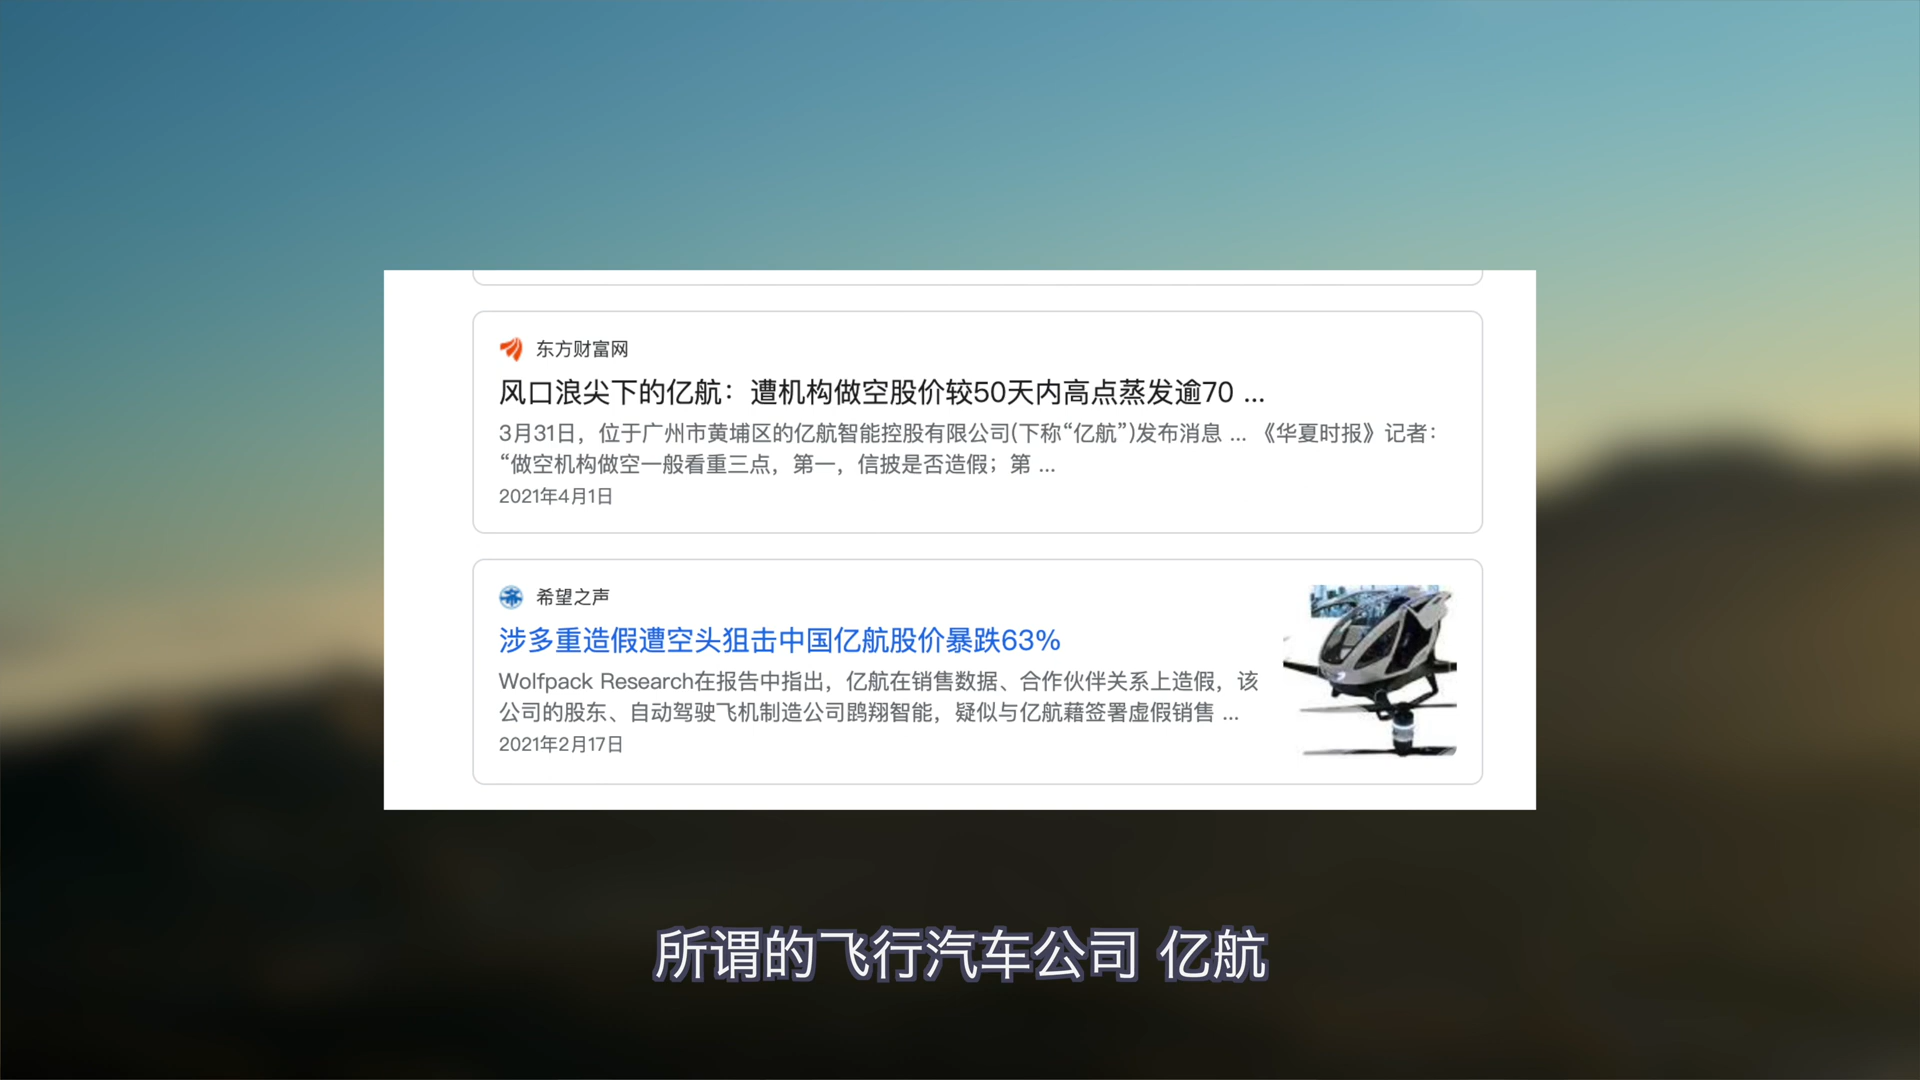 东方财富网
风口浪尖下的亿航：遭机构做空股价较50天内高点蒸发逾70 ...
3月31日，位于广州市黄埔区的亿航智能控股有限公司(下称“亿航”)发布消息 ... 《华夏时报》记者：
“做空机构做空一般看重三点，第一，信披是否造假；第 ...
2021年4月1日
希望之声
涉多重造假遭空头狙击中国亿航股价暴跌63%
Wolfpack Research在报告中指出，亿航在销售数据、合作伙伴关系上造假，该
公司的股东、自动驾驶飞机制造公司鹍翔智能，疑似与亿航藉签署虚假销售 ...
2021年2月17日
所谓的飞行汽车公司 亿航